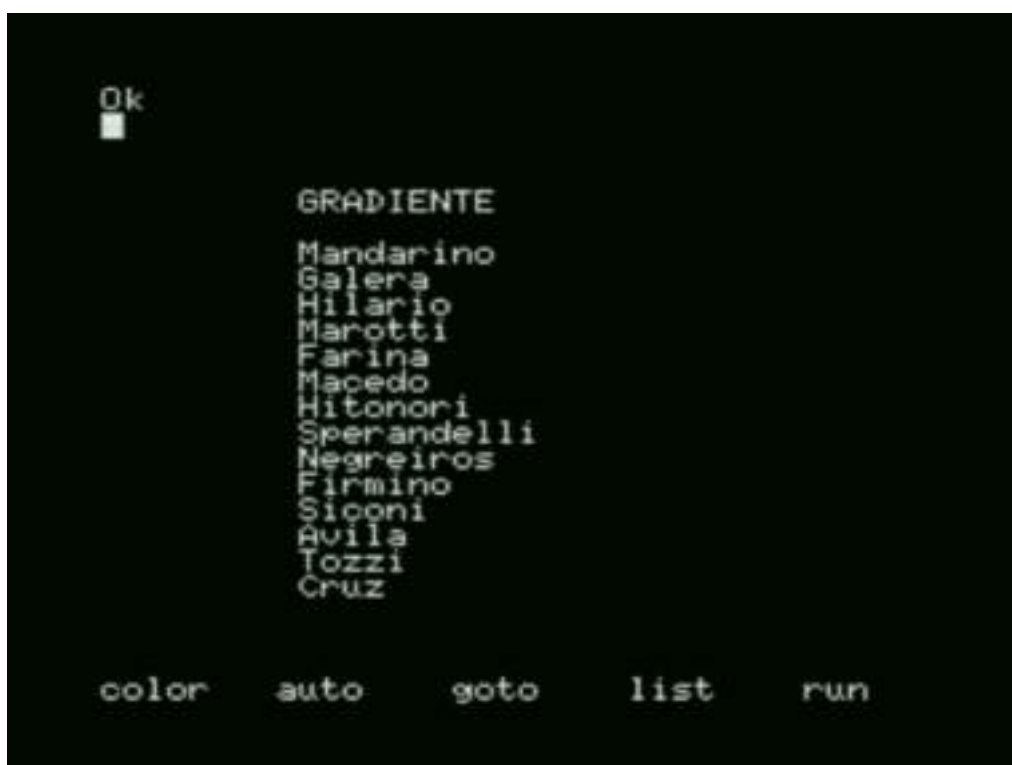 Ok
GRADIENTE
Mandarino
Galera
Hilario
Marotti
Farina
Macedo
Hitonori
Sperandelli
Negreiros
Firmino
Siconi
Avila
Tozzi
Cruz
color auto goto list run